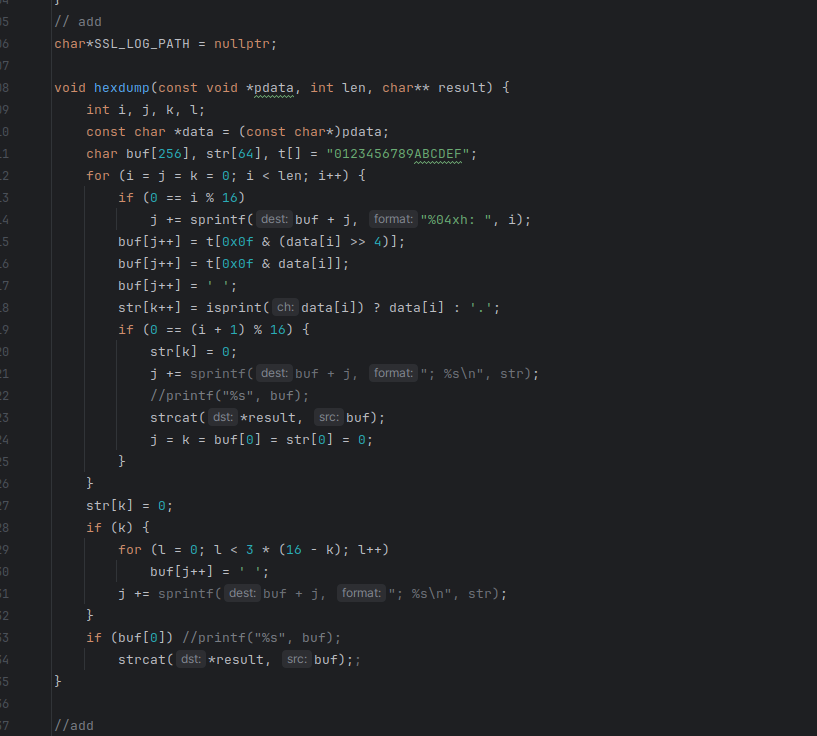 }
05 // add
06 char*SSL_LOG_PATH = nullptr;
07
08 void hexdump(const void *pdata, int len, char** result) {
09 int i, j, k, l;
10 const char *data = (const char*)pdata;
11 char buf[256], str[64], t[] = "0123456789ABCDEF";
12 for (i = j = k = 0; i < len; i++) {
13 if (0 == i % 16)
14 j += sprintf( dest: buf + j, format: "%04xh: ", i);
15 buf[j++] = t[0x0f & (data[i] >> 4)];
16 buf[j++] = t[0x0f & data[i]];
17 buf[j++] = ' ';
18 str[k++] = isprint( ch: data[i]) ? data[i] : '.';
19 if (0 == (i + 1) % 16) {
20 str[k] = 0;
21 j += sprintf( dest: buf + j, format: "; %s\n", str);
22 //printf("%s", buf);
23 strcat( dst: *result, src: buf);
24 j = k = buf[0] = str[0] = 0;
25 }
}
27 str[k] = 0;
28 if (k) {
29 for (l = 0; l < 3 * (16 - k); l++)
30 buf[j++] = ' ';
31 j += sprintf( dest: buf + j, format: "; %s\n", str);
32 }
33 if (buf[0]) //printf("%s", buf);
34 strcat( dst: *result, src: buf);;
35 }
36
37 //add